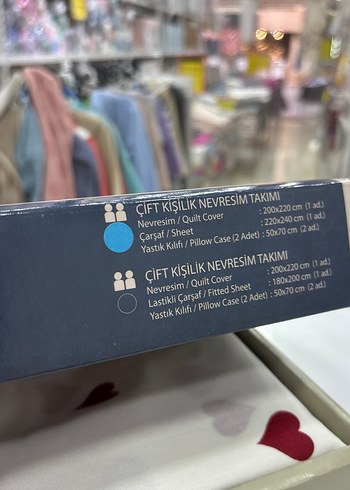 ÇİFT KİŞİLİK NEVRESİM TAKIMI
Nevresim / Quilt Cover : 200x220 cm (1 ad.)
Çarşaf / Sheet : 220x240 cm (1 ad.)
Yastık Kılıfı / Pillow Case (2 Adet) : 50x70 cm (2 ad.)
ÇİFT KİŞİLİK NEVRESİM TAKIMI
Nevresim / Quilt Cover : 200x220 cm (1 ad.)
Lastikli Çarşaf / Fitted Sheet : 180x200 cm (1 ad.)
Yastık Kılıfı / Pillow Case (2 Adet) : 50x70 cm (2 ad.)